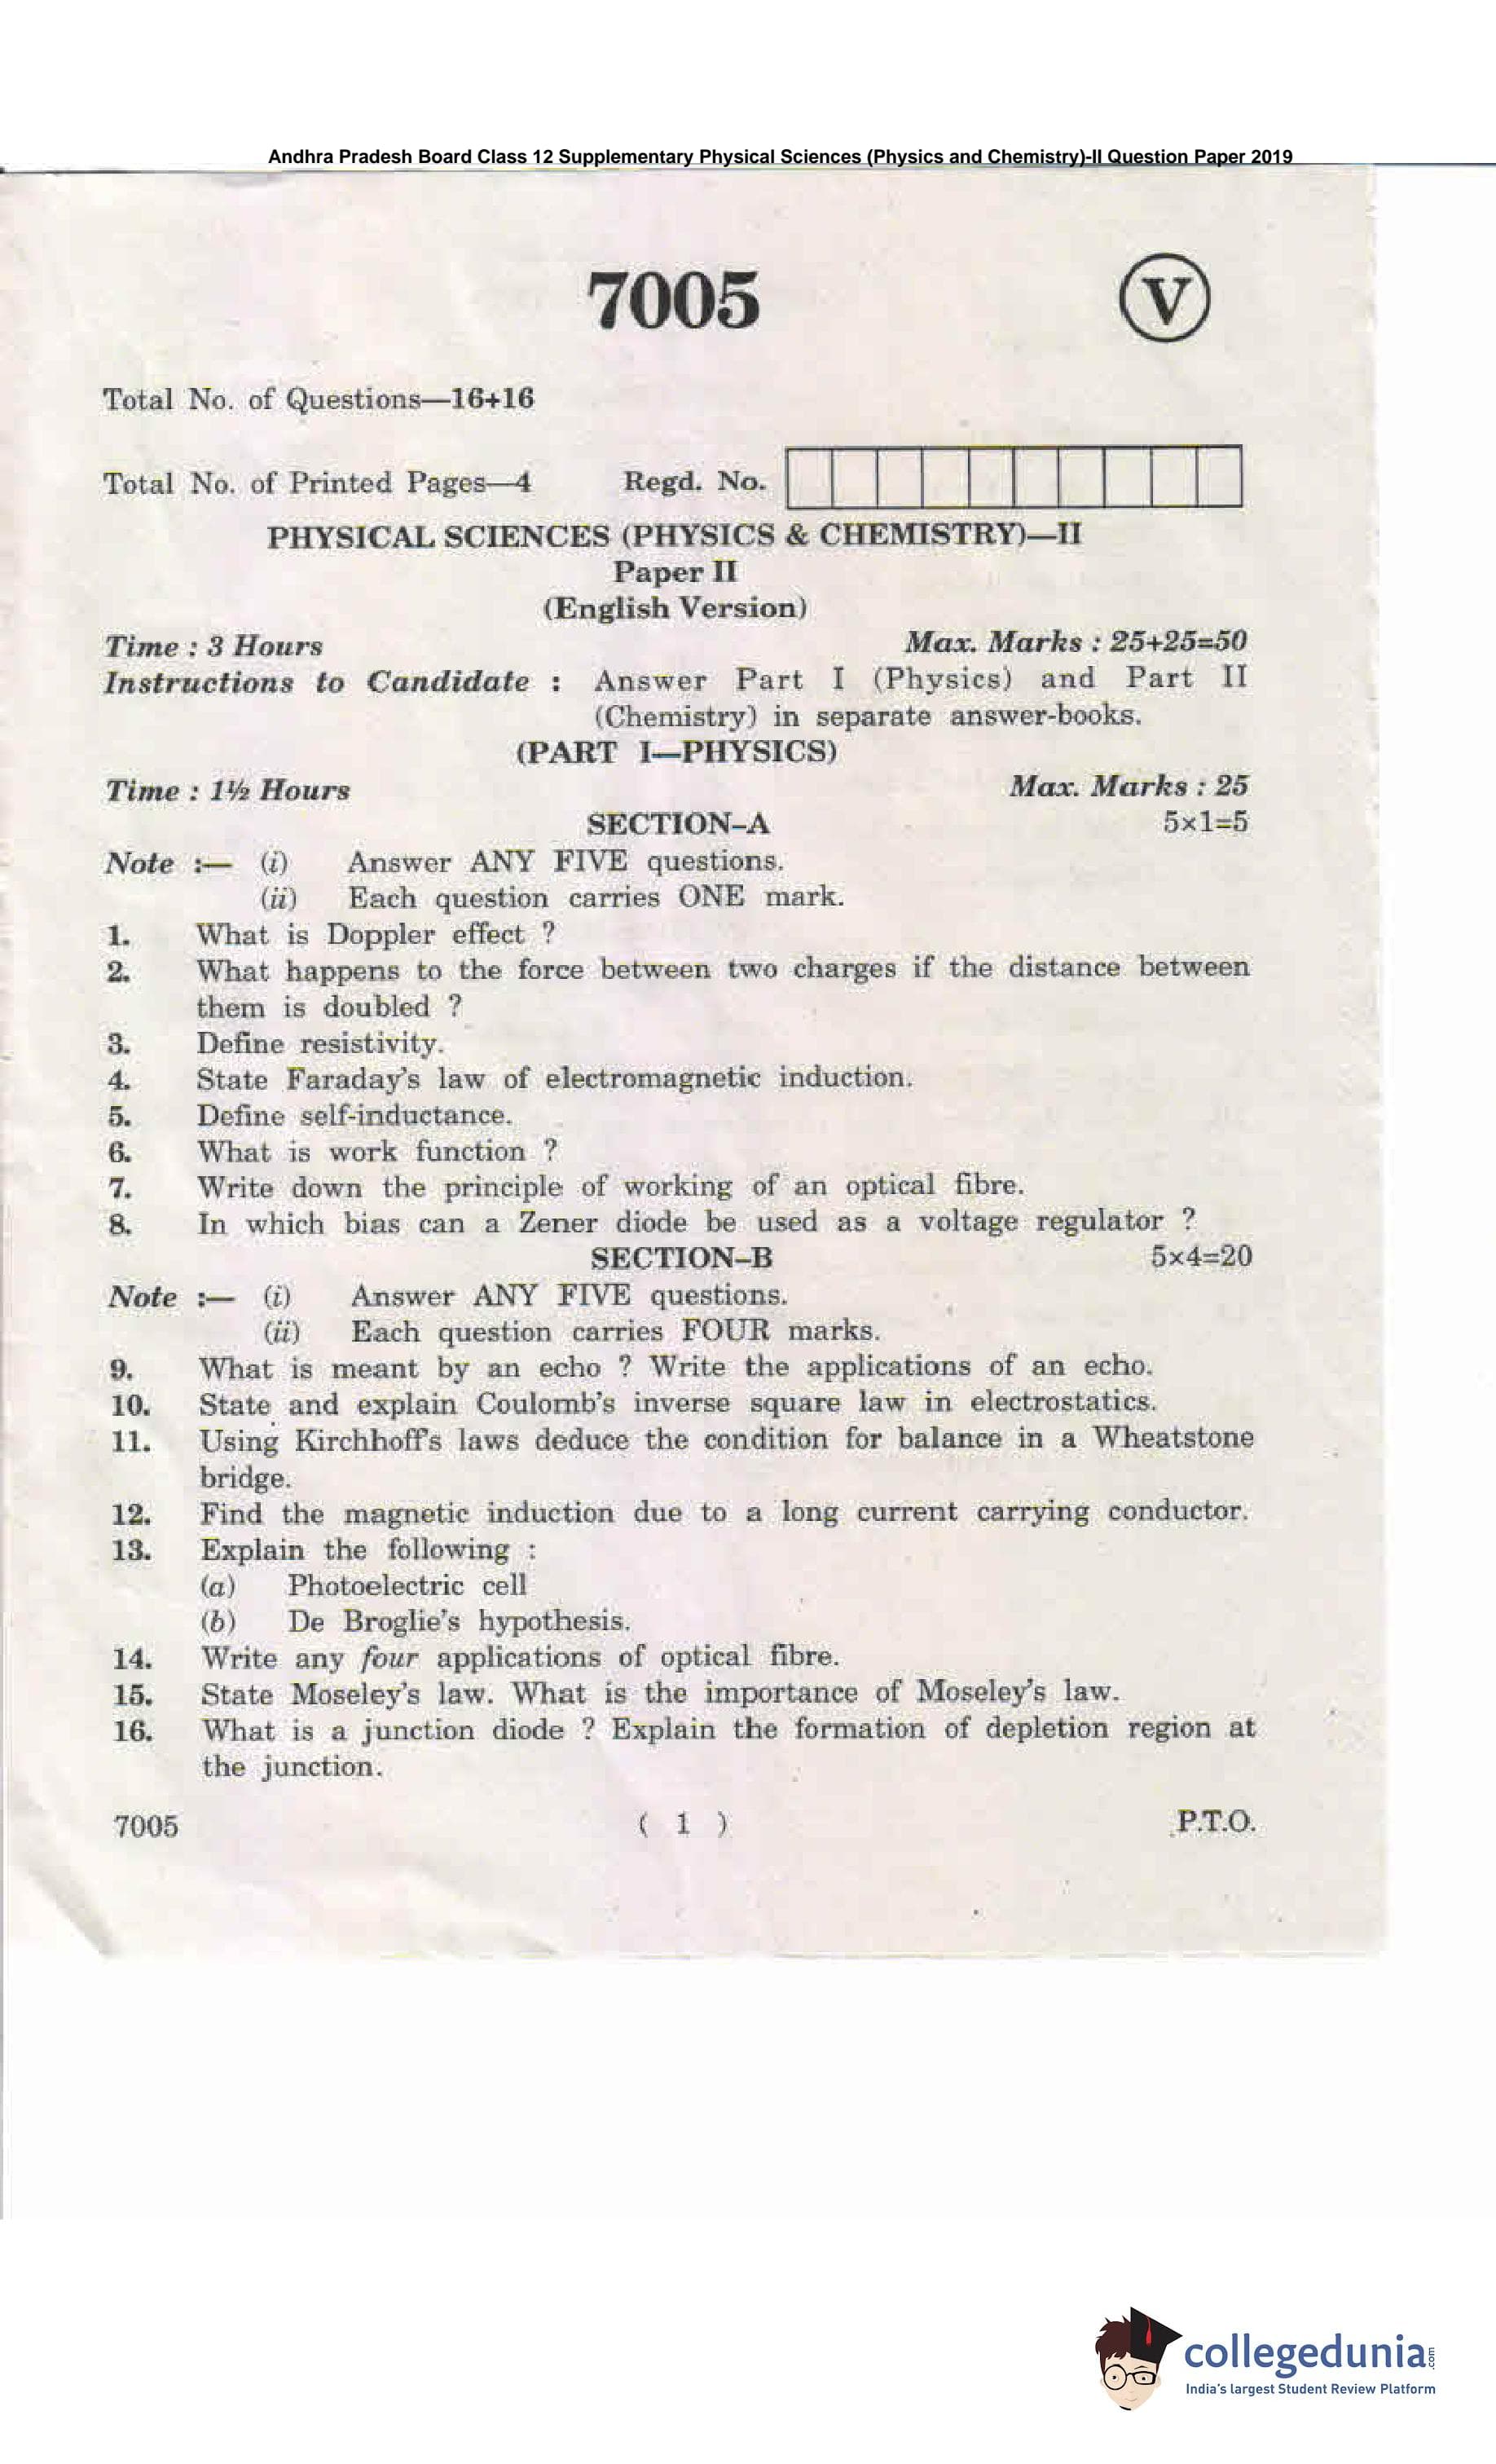 Andhra Pradesh Board Class 12 Supplementary Physical Sciences (Physics and Chemistry)-II Question Paper 2019
7005
V
Total No. of Questions—16+16
Total No. of Printed Pages—4 Regd. No.
PHYSICAL SCIENCES (PHYSICS & CHEMISTRY)—II
Paper II
(English Version)
Time : 3 Hours Max. Marks : 25+25=50
Instructions to Candidate : Answer Part I (Physics) and Part II
(Chemistry) in separate answer-books.
(PART I—PHYSICS)
Time : 1½ Hours Max. Marks : 25
SECTION–A 5×1=5
Note :— (i) Answer ANY FIVE questions.
(ii) Each question carries ONE mark.
1. What is Doppler effect ?
2. What happens to the force between two charges if the distance between
them is doubled ?
3. Define resistivity.
4. State Faraday's law of electromagnetic induction.
5. Define self-inductance.
6. What is work function ?
7. Write down the principle of working of an optical fibre.
8. In which bias can a Zener diode be used as a voltage regulator ?
SECTION–B 5×4=20
Note :— (i) Answer ANY FIVE questions.
(ii) Each question carries FOUR marks.
9. What is meant by an echo ? Write the applications of an echo.
10. State and explain Coulomb's inverse square law in electrostatics.
11. Using Kirchhoff's laws deduce the condition for balance in a Wheatstone
bridge.
12. Find the magnetic induction due to a long current carrying conductor.
13. Explain the following :
(a) Photoelectric cell
(b) De Broglie's hypothesis.
14. Write any four applications of optical fibre.
15. State Moseley's law. What is the importance of Moseley's law.
16. What is a junction diode ? Explain the formation of depletion region at
the junction.
7005 ( 1 ) P.T.O.
collegedunia.com
India's largest Student Review Platform